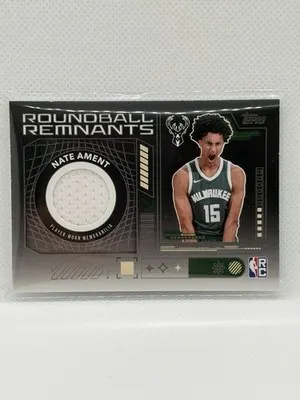 ROUNDBALL
REMNANTS
Topps
NATE AMENT
PLAYER-WORN MEMORABILIA
MILWAUKEE
15
RC